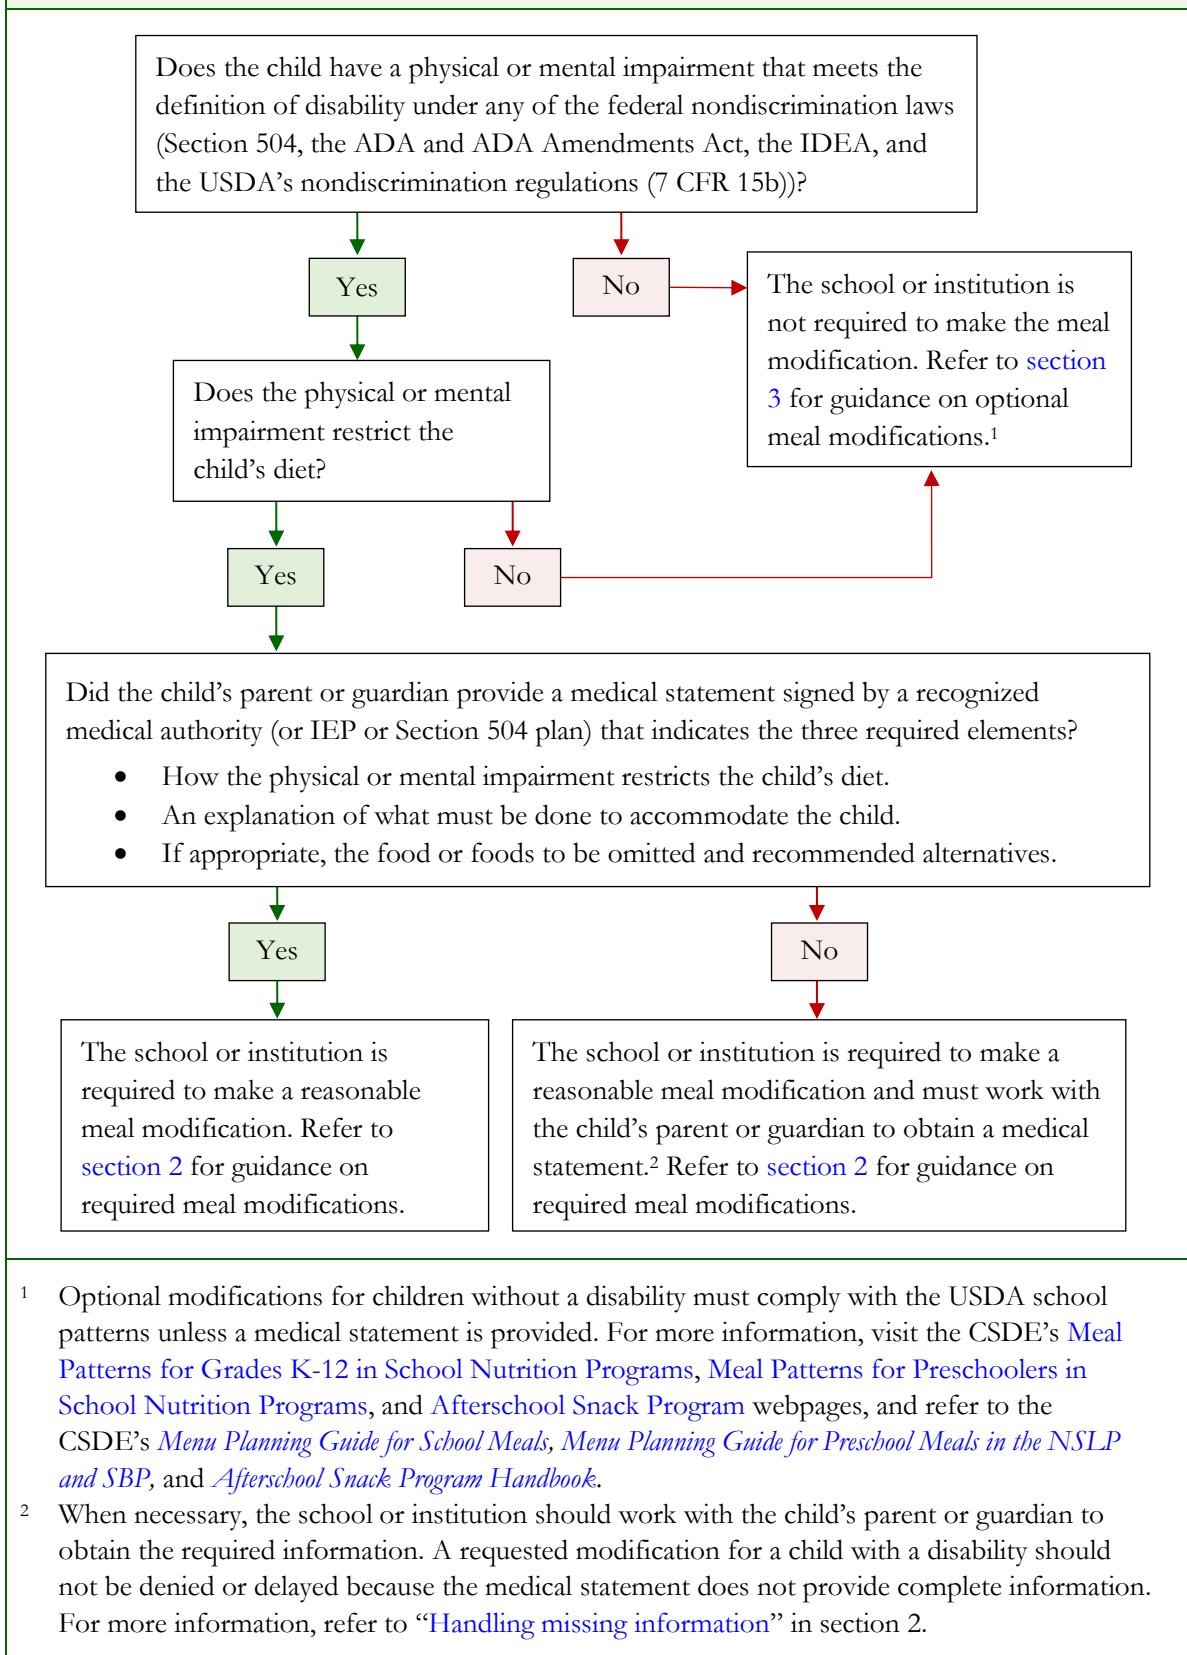 Does the child have a physical or mental impairment that meets the
definition of disability under any of the federal nondiscrimination laws
(Section 504, the ADA and ADA Amendments Act, the IDEA, and
the USDA's nondiscrimination regulations (7 CFR 15b))?
Yes
No
The school or institution is
not required to make the meal
modification. Refer to section
3 for guidance on optional
meal modifications.¹
Does the physical or mental
impairment restrict the
child's diet?
Yes
No
Did the child's parent or guardian provide a medical statement signed by a recognized
medical authority (or IEP or Section 504 plan) that indicates the three required elements?
• How the physical or mental impairment restricts the child's diet.
• An explanation of what must be done to accommodate the child.
• If appropriate, the food or foods to be omitted and recommended alternatives.
Yes
No
The school or institution is
required to make a reasonable
meal modification. Refer to
section 2 for guidance on
required meal modifications.
The school or institution is required to make a
reasonable meal modification and must work with
the child's parent or guardian to obtain a medical
statement.² Refer to section 2 for guidance on
required meal modifications.
¹ Optional modifications for children without a disability must comply with the USDA school
patterns unless a medical statement is provided. For more information, visit the CSDE's Meal
Patterns for Grades K-12 in School Nutrition Programs, Meal Patterns for Preschoolers in
School Nutrition Programs, and Afterschool Snack Program webpages, and refer to the
CSDE's Menu Planning Guide for School Meals, Menu Planning Guide for Preschool Meals in the NSLP
and SBP, and Afterschool Snack Program Handbook.
² When necessary, the school or institution should work with the child's parent or guardian to
obtain the required information. A requested modification for a child with a disability should
not be denied or delayed because the medical statement does not provide complete information.
For more information, refer to "Handling missing information" in section 2.